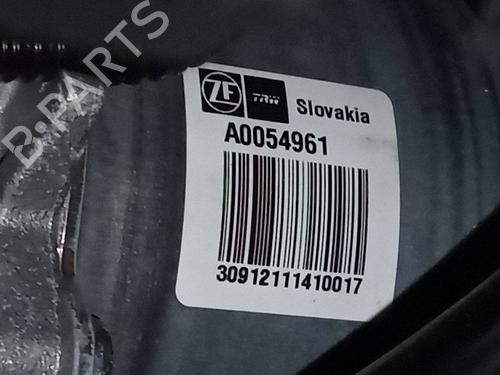 B-PARTS
ZF TRW Slovakia
A0054961
30912111410017